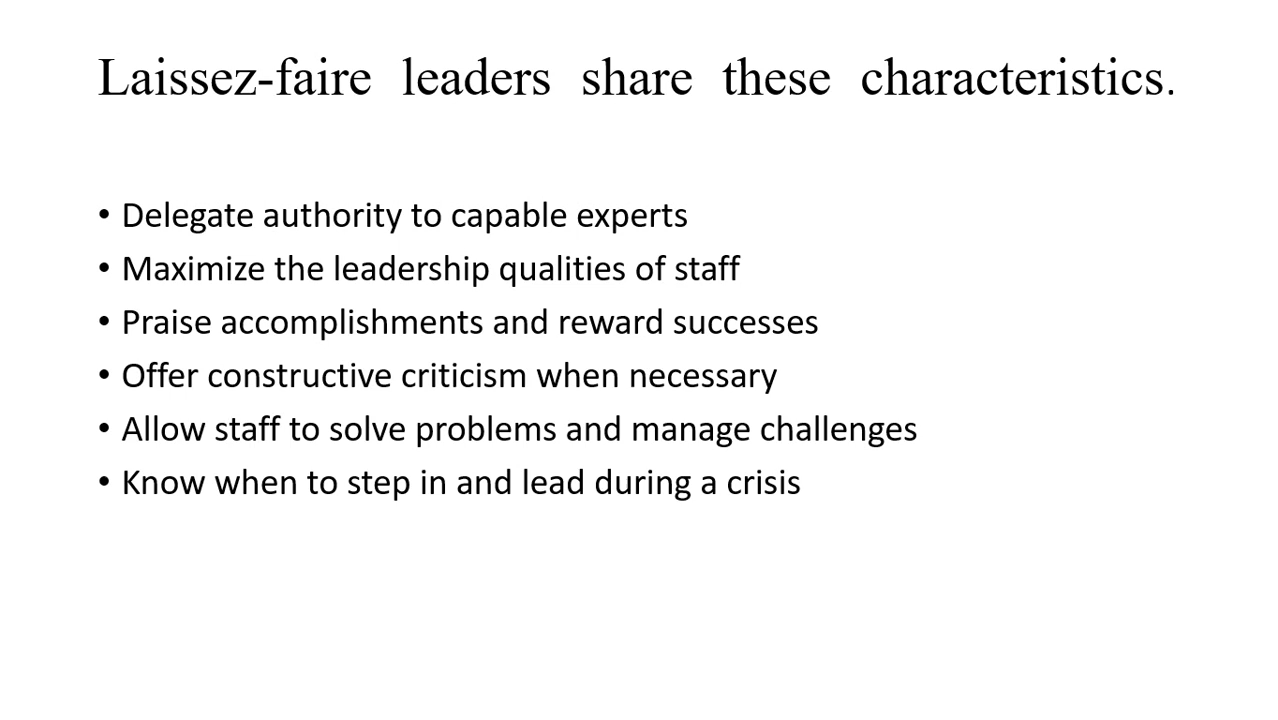 Laissez-faire leaders share these characteristics.
• Delegate authority to capable experts
• Maximize the leadership qualities of staff
• Praise accomplishments and reward successes
• Offer constructive criticism when necessary
• Allow staff to solve problems and manage challenges
• Know when to step in and lead during a crisis